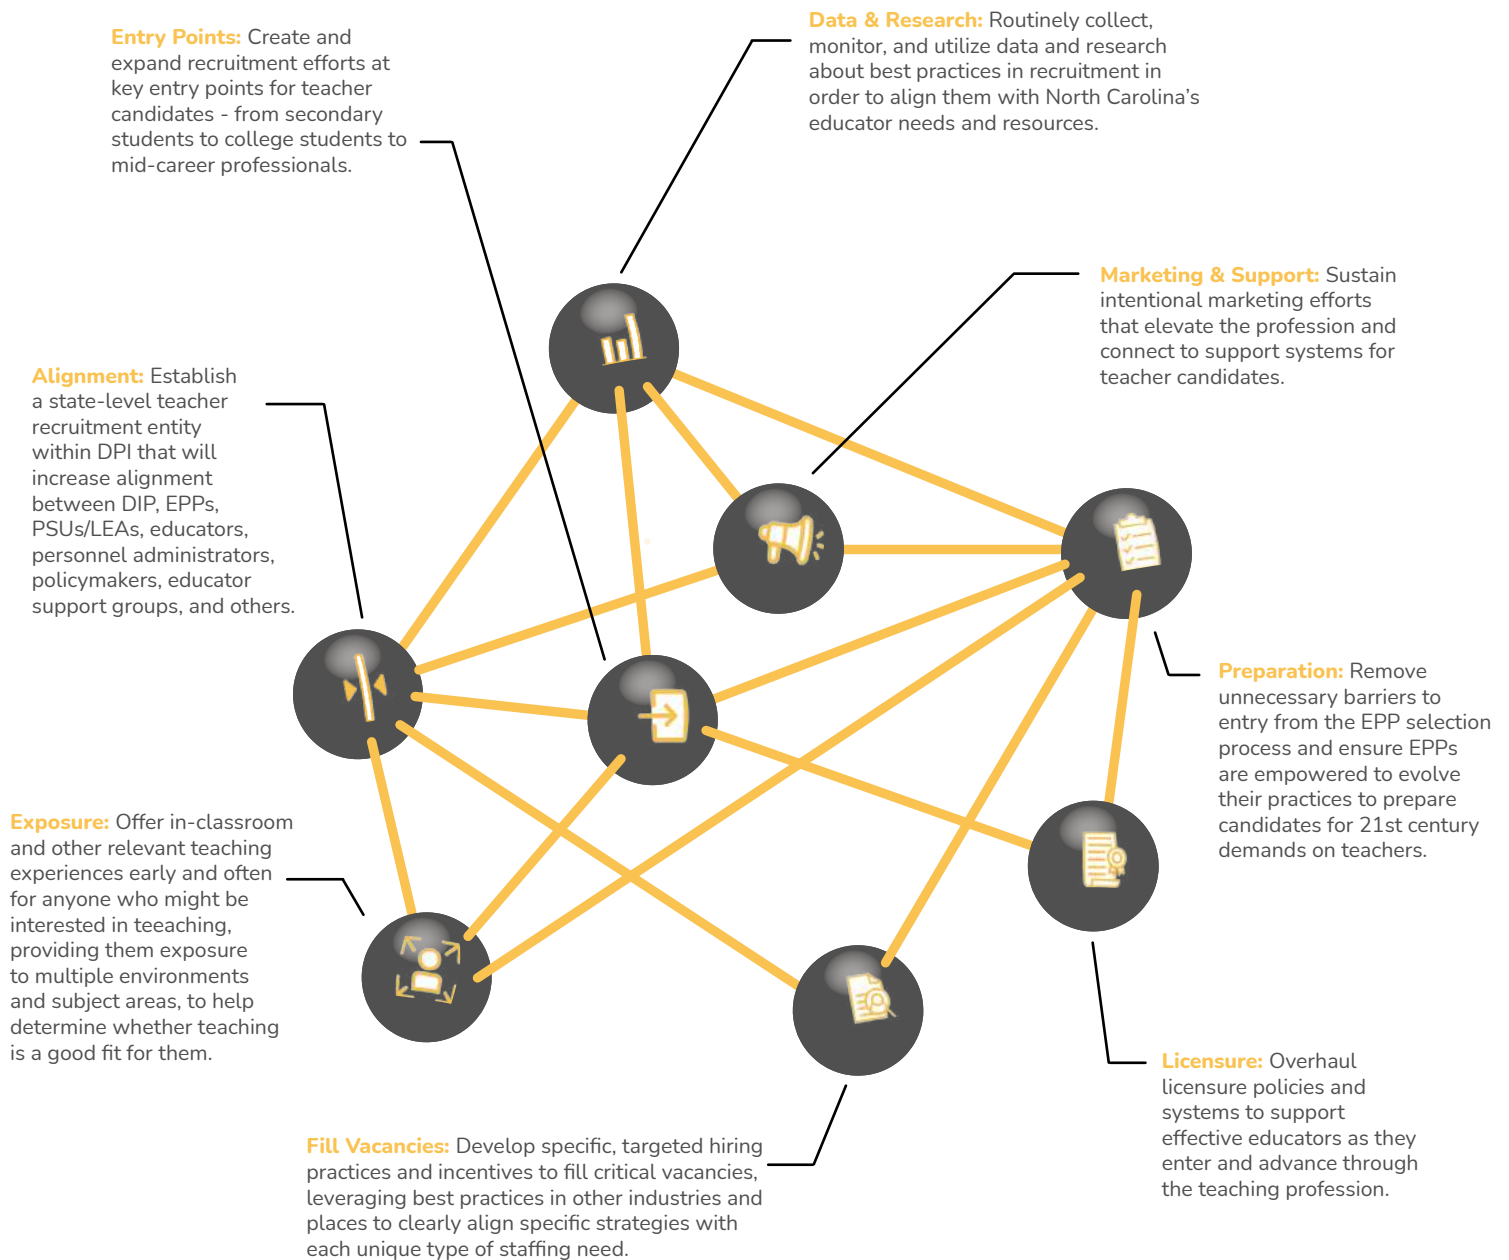 Entry Points: Create and
expand recruitment efforts at
key entry points for teacher
candidates - from secondary
students to college students to
mid-career professionals.
Data & Research: Routinely collect,
monitor, and utilize data and research
about best practices in recruitment in
order to align them with North Carolina’s
educator needs and resources.
Marketing & Support: Sustain
intentional marketing efforts
that elevate the profession and
connect to support systems for
teacher candidates.
Alignment: Establish
a state-level teacher
recruitment entity
within DPI that will
increase alignment
between DIP, EPPs,
PSUs/LEAs, educators,
personnel administrators,
policymakers, educator
support groups, and others.
Preparation: Remove
unnecessary barriers to
entry from the EPP selection
process and ensure EPPs
are empowered to evolve
their practices to prepare
candidates for 21st century
demands on teachers.
Exposure: Offer in-classroom
and other relevant teaching
experiences early and often
for anyone who might be
interested in teeaching,
providing them exposure
to multiple environments
and subject areas, to help
determine whether teaching
is a good fit for them.
Licensure: Overhaul
licensure policies and
systems to support
effective educators as they
enter and advance through
the teaching profession.
Fill Vacancies: Develop specific, targeted hiring
practices and incentives to fill critical vacancies,
leveraging best practices in other industries and
places to clearly align specific strategies with
each unique type of staffing need.